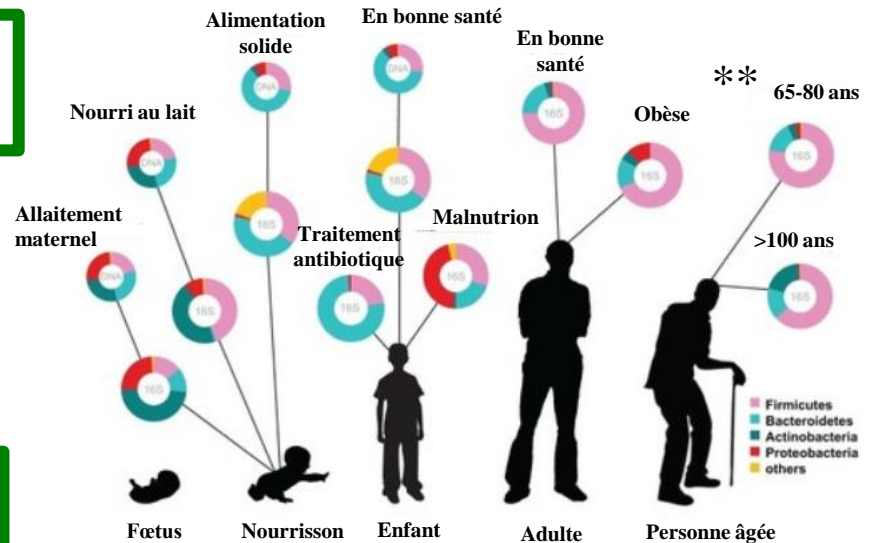 Alimentation
solide
En bonne santé
En bonne
santé
**
65-80 ans
Nourri au lait
Obèse
Allaitement
maternel
Traitement
antibiotique
Malnutrion
>100 ans
DNA
DNA
DNA
DNA
16S
16S
16S
16S
16S
16S
16S
16S
16S
16S
Firmicutes
Bacteroidetes
Actinobacteria
Proteobacteria
others
Fœtus
Nourrisson
Enfant
Adulte
Personne âgée